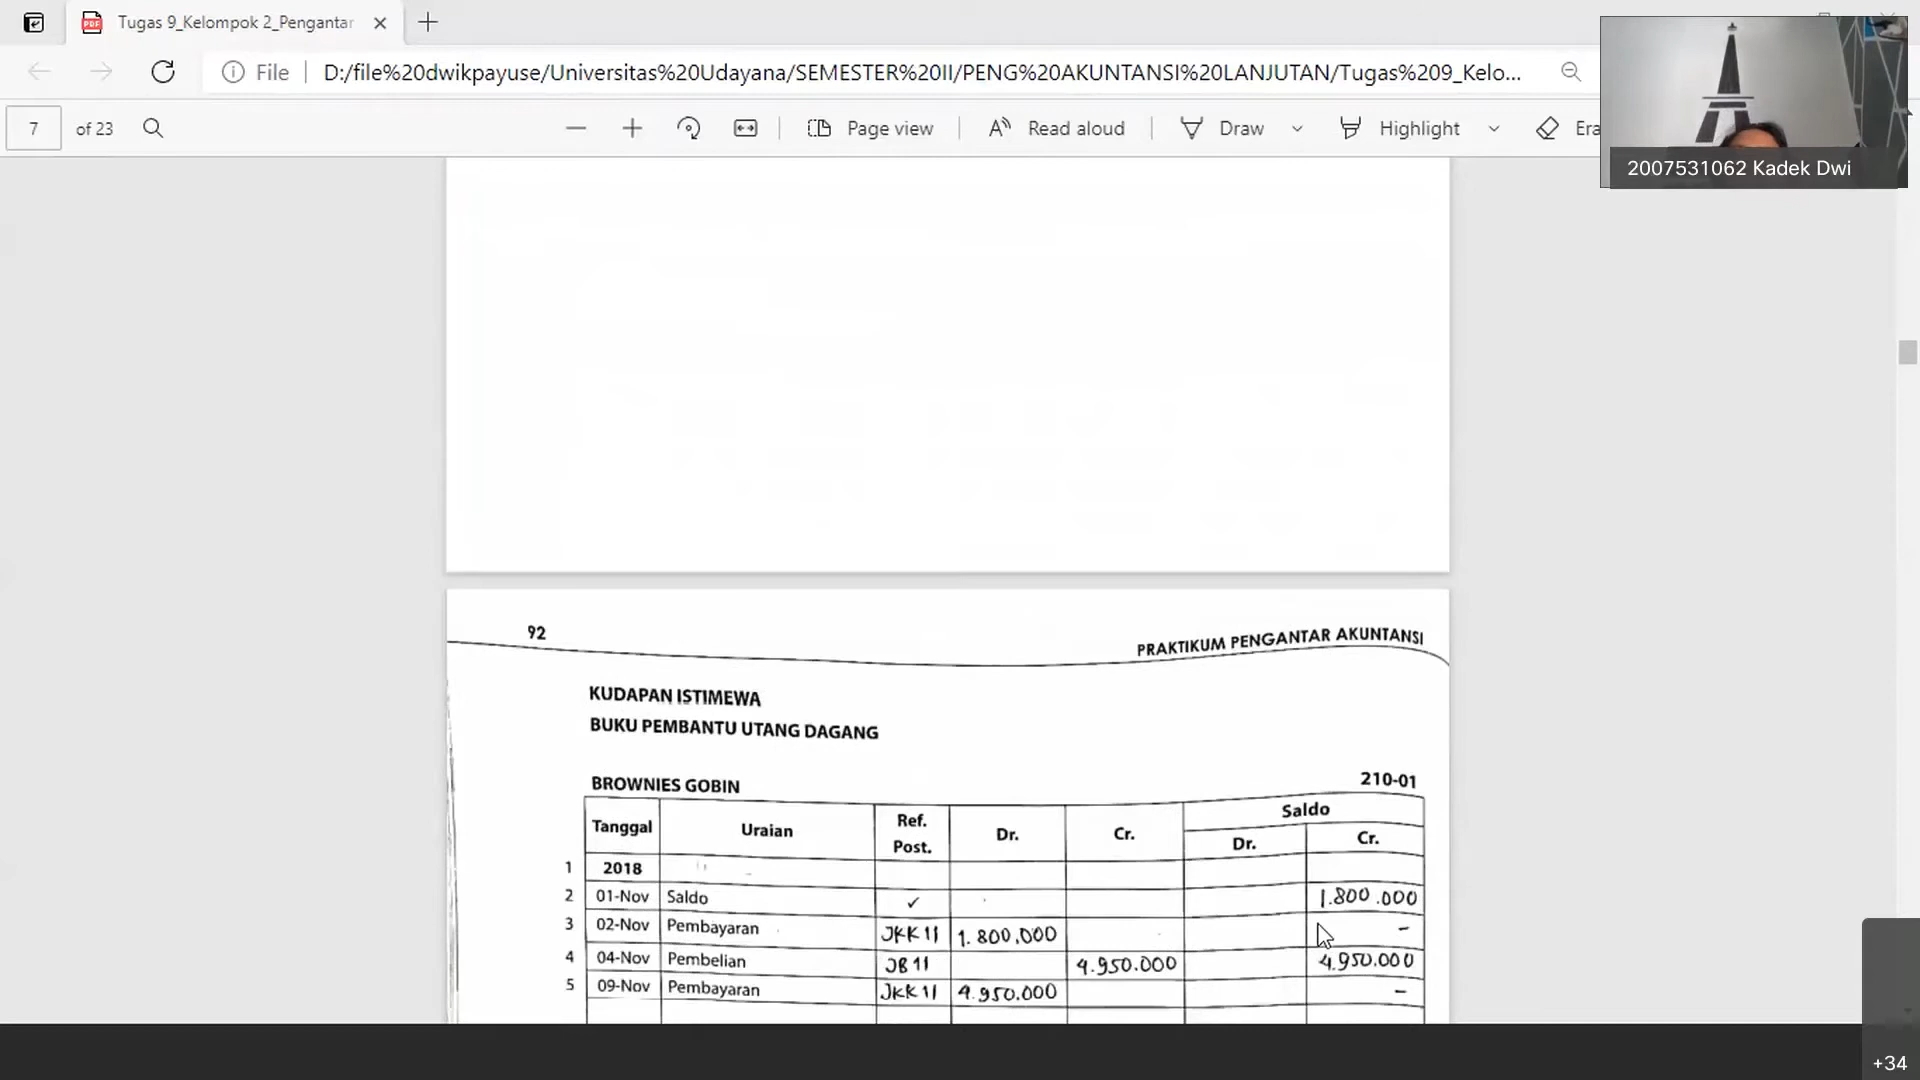 Tugas 9_Kelompok 2_Pengantar
File D:/file%20dwikpayuse/Universitas%20Udayana/SEMESTER%20II/PENG%20AKUNTANSI%20LANJUTAN/Tugas%209_Kelo...
7 of 23 Page view Read aloud Draw Highlight Era
2007531062 Kadek Dwi
92 PRAKTIKUM PENGANTAR AKUNTANSI
KUDAPAN ISTIMEWA
BUKU PEMBANTU UTANG DAGANG
BROWNIES GOBIN 210-01
Tanggal Uraian Ref. Post. Dr. Cr. Saldo
Dr. Cr.
1 2018
2 01-Nov Saldo ✓ 1.800.000
3 02-Nov Pembayaran JKK 11 1.800.000 –
4 04-Nov Pembelian JB 11 4.950.000 4.950.000
5 09-Nov Pembayaran JKK 11 4.950.000 –
+34